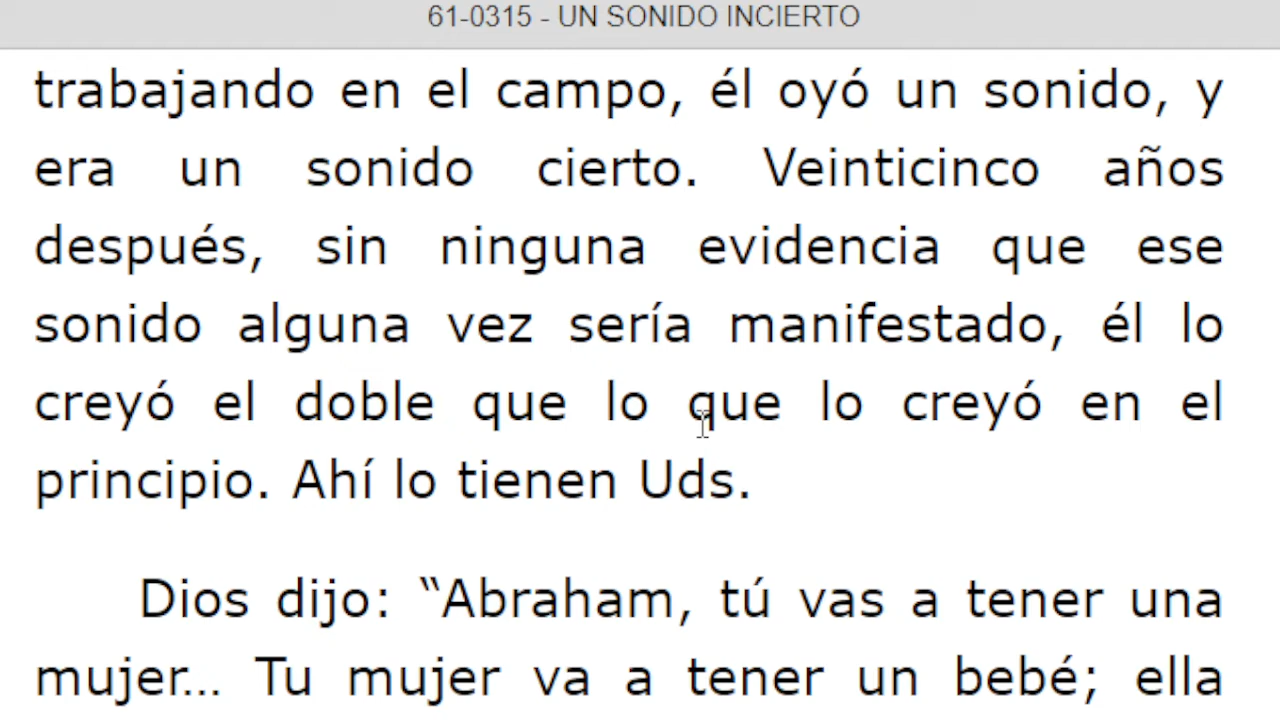 61-0315 - UN SONIDO INCIERTO
trabajando en el campo, él oyó un sonido, y
era un sonido cierto. Veinticinco años
después, sin ninguna evidencia que ese
sonido alguna vez sería manifestado, él lo
creyó el doble que lo que lo creyó en el
principio. Ahí lo tienen Uds.
Dios dijo: “Abraham, tú vas a tener una
mujer... Tu mujer va a tener un bebé; ella